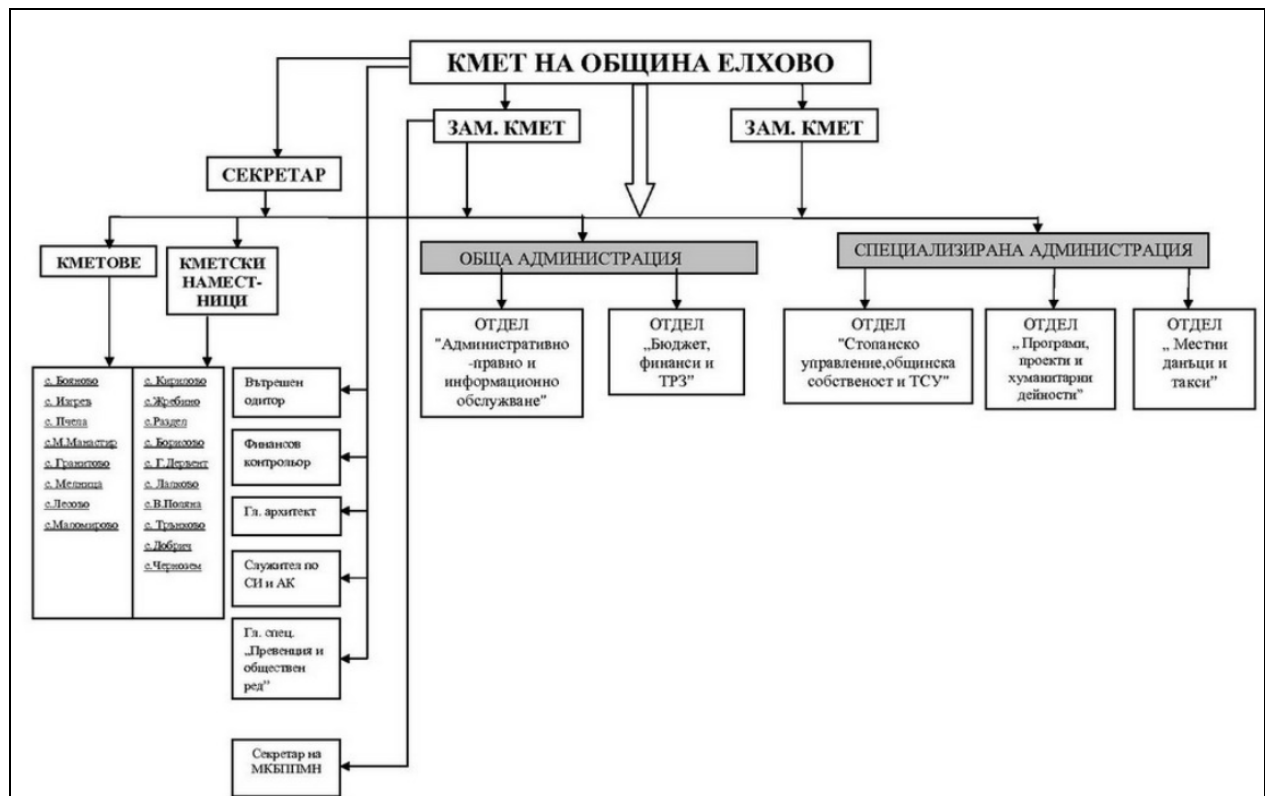 КМЕТ НА ОБЩИНА ЕЛХОВО
ЗАМ. КМЕТ
ЗАМ. КМЕТ
СЕКРЕТАР
КМЕТОВЕ
КМЕТСКИ
НАМЕСТ-
НИЦИ
ОБЩА АДМИНИСТРАЦИЯ
СПЕЦИАЛИЗИРАНА АДМИНИСТРАЦИЯ
ОТДЕЛ
"Административно
-правно и
информационно
обслужване"
ОТДЕЛ
„Бюджет,
финанси и
ТРЗ”
ОТДЕЛ
"Стопанско
управление,общинска
собственост и ТСУ"
ОТДЕЛ
„ Програми,
проекти и
хуманитарни
дейности”
ОТДЕЛ
„ Местни
данъци и
такси”
с. Бояново
с. Изгрев
с. Пчела
с.М.Манастир
с. Гранитово
с. Мелница
с.Лесово
с.Маломирово
с. Кирилово
с.Жребино
с.Раздел
с. Борисово
с. Г.Дервент
с. Лалково
с.В.Поляна
с. Трънково
с.Добрич
с.Чернозем
Вътрешен
одитор
Финансов
контрольор
Гл. архитект
Служител по
СИ и АК
Гл. спец.
„Превенция и
обществен
ред”
Секретар на
МКБППМН